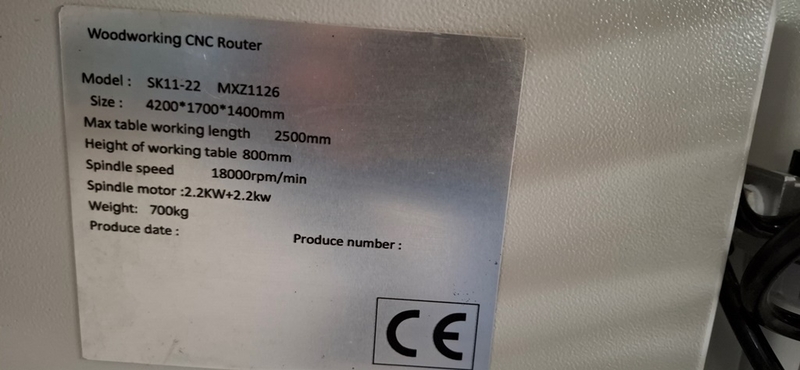 Woodworking CNC Router
Model : SK11-22 MXZ1126
Size : 4200*1700*1400mm
Max table working length 2500mm
Height of working table 800mm
Spindle speed 18000rpm/min
Spindle motor :2.2KW+2.2kw
Weight: 700kg
Produce date :
Produce number :
CE